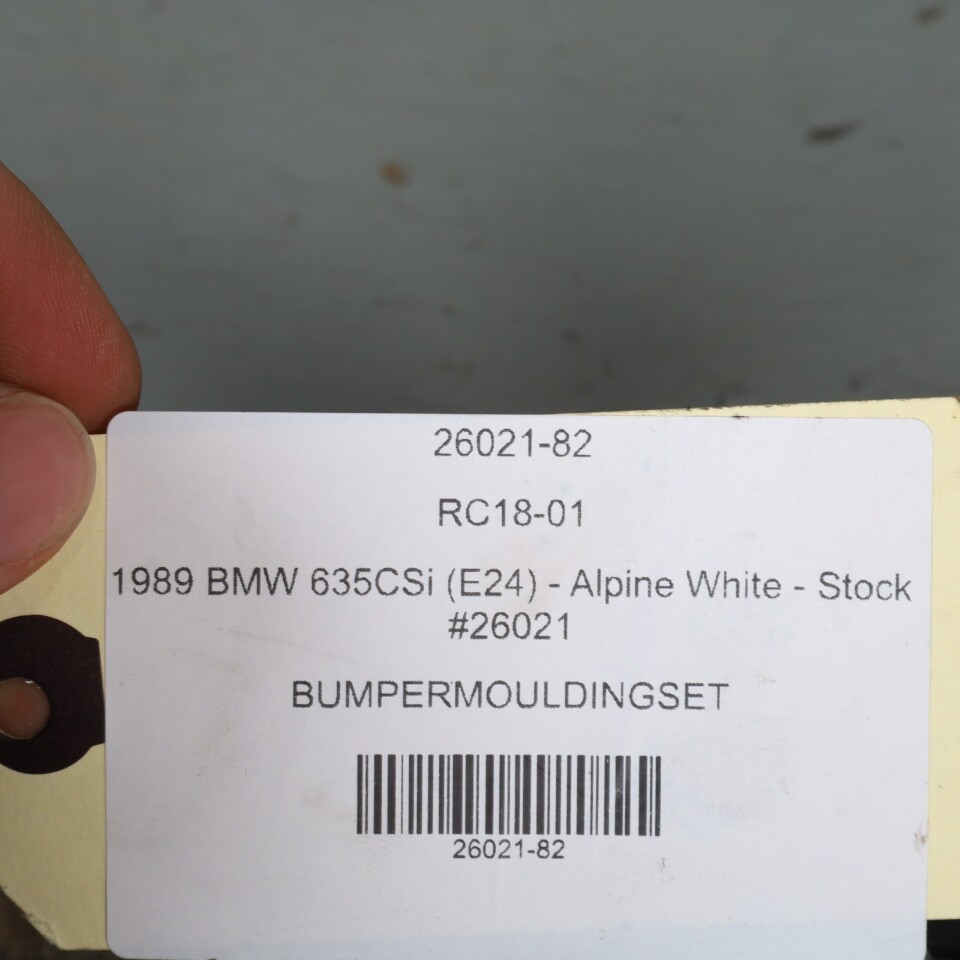 26021-82
RC18-01
1989 BMW 635CSi (E24) - Alpine White - Stock
#26021
BUMPERMOULDINGSET
26021-82